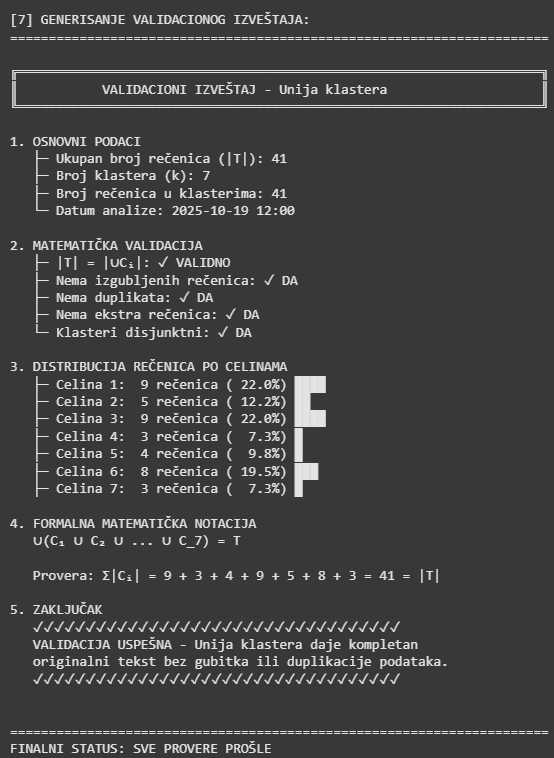 [7] GENERISANJE VALIDACIONOG IZVEŠTAJA:
======================================================================
╔════════════════════════════════════════════════════════════════════╗
║           VALIDACIONI IZVEŠTAJ - Unija klastera                    ║
╚════════════════════════════════════════════════════════════════════╝
1. OSNOVNI PODACI
   ├─ Ukupan broj rečenica (|T|): 41
   ├─ Broj klastera (k): 7
   ├─ Broj rečenica u klasterima: 41
   └─ Datum analize: 2025-10-19 12:00
2. MATEMATIČKA VALIDACIJA
   ├─ |T| = |∪Cᵢ|: ✓ VALIDNO
   ├─ Nema izgubljenih rečenica: ✓ DA
   ├─ Nema duplikata: ✓ DA
   ├─ Nema ekstra rečenica: ✓ DA
   └─ Klasteri disjunktni: ✓ DA
3. DISTRIBUCIJA REČENICA PO CELINAMA
   ├─ Celina 1:  9 rečenica ( 22.0%) ████
   ├─ Celina 2:  5 rečenica ( 12.2%) ██
   ├─ Celina 3:  9 rečenica ( 22.0%) ████
   ├─ Celina 4:  3 rečenica (  7.3%) █
   ├─ Celina 5:  4 rečenica (  9.8%) █
   ├─ Celina 6:  8 rečenica ( 19.5%) ███
   ├─ Celina 7:  3 rečenica (  7.3%) █
4. FORMALNA MATEMATIČKA NOTACIJA
   ∪(C₁ ∪ C₂ ∪ ... ∪ C_7) = T
   Provera: Σ|Cᵢ| = 9 + 3 + 4 + 9 + 5 + 8 + 3 = 41 = |T|
5. ZAKLJUČAK
   ✓✓✓✓✓✓✓✓✓✓✓✓✓✓✓✓✓✓✓✓✓✓✓✓✓✓✓✓✓✓✓✓✓✓✓
   VALIDACIJA USPEŠNA - Unija klastera daje kompletan
   originalni tekst bez gubitka ili duplikacije podataka.
   ✓✓✓✓✓✓✓✓✓✓✓✓✓✓✓✓✓✓✓✓✓✓✓✓✓✓✓✓✓✓✓✓✓✓✓
======================================================================
FINALNI STATUS: SVE PROVERE PROŠLE